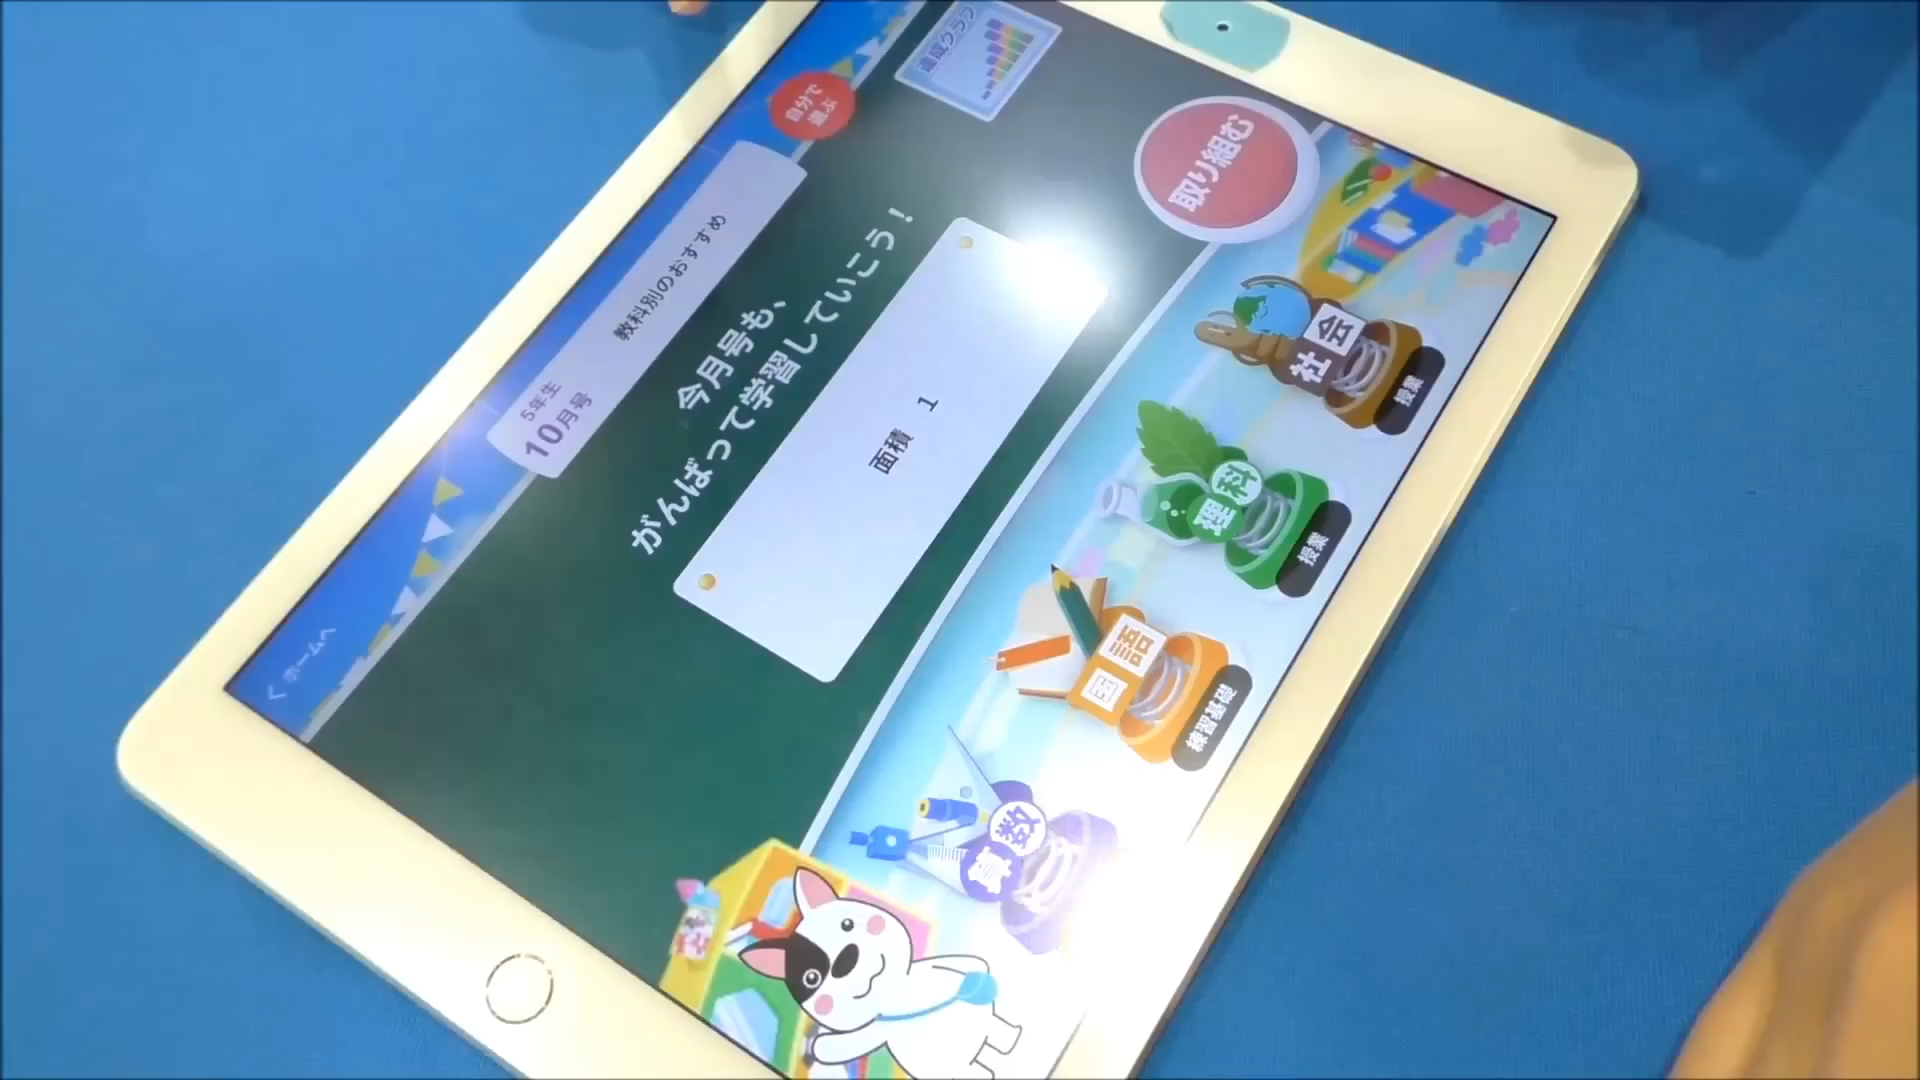 く ホームへ
5年生
10月号
教科別のおすすめ
自分で
選ぶ
達成グラフ
今月号も、
がんばって学習していこう！
面積 1
取り組む
算数
国語
練習基礎
理科
授業
社会
授業